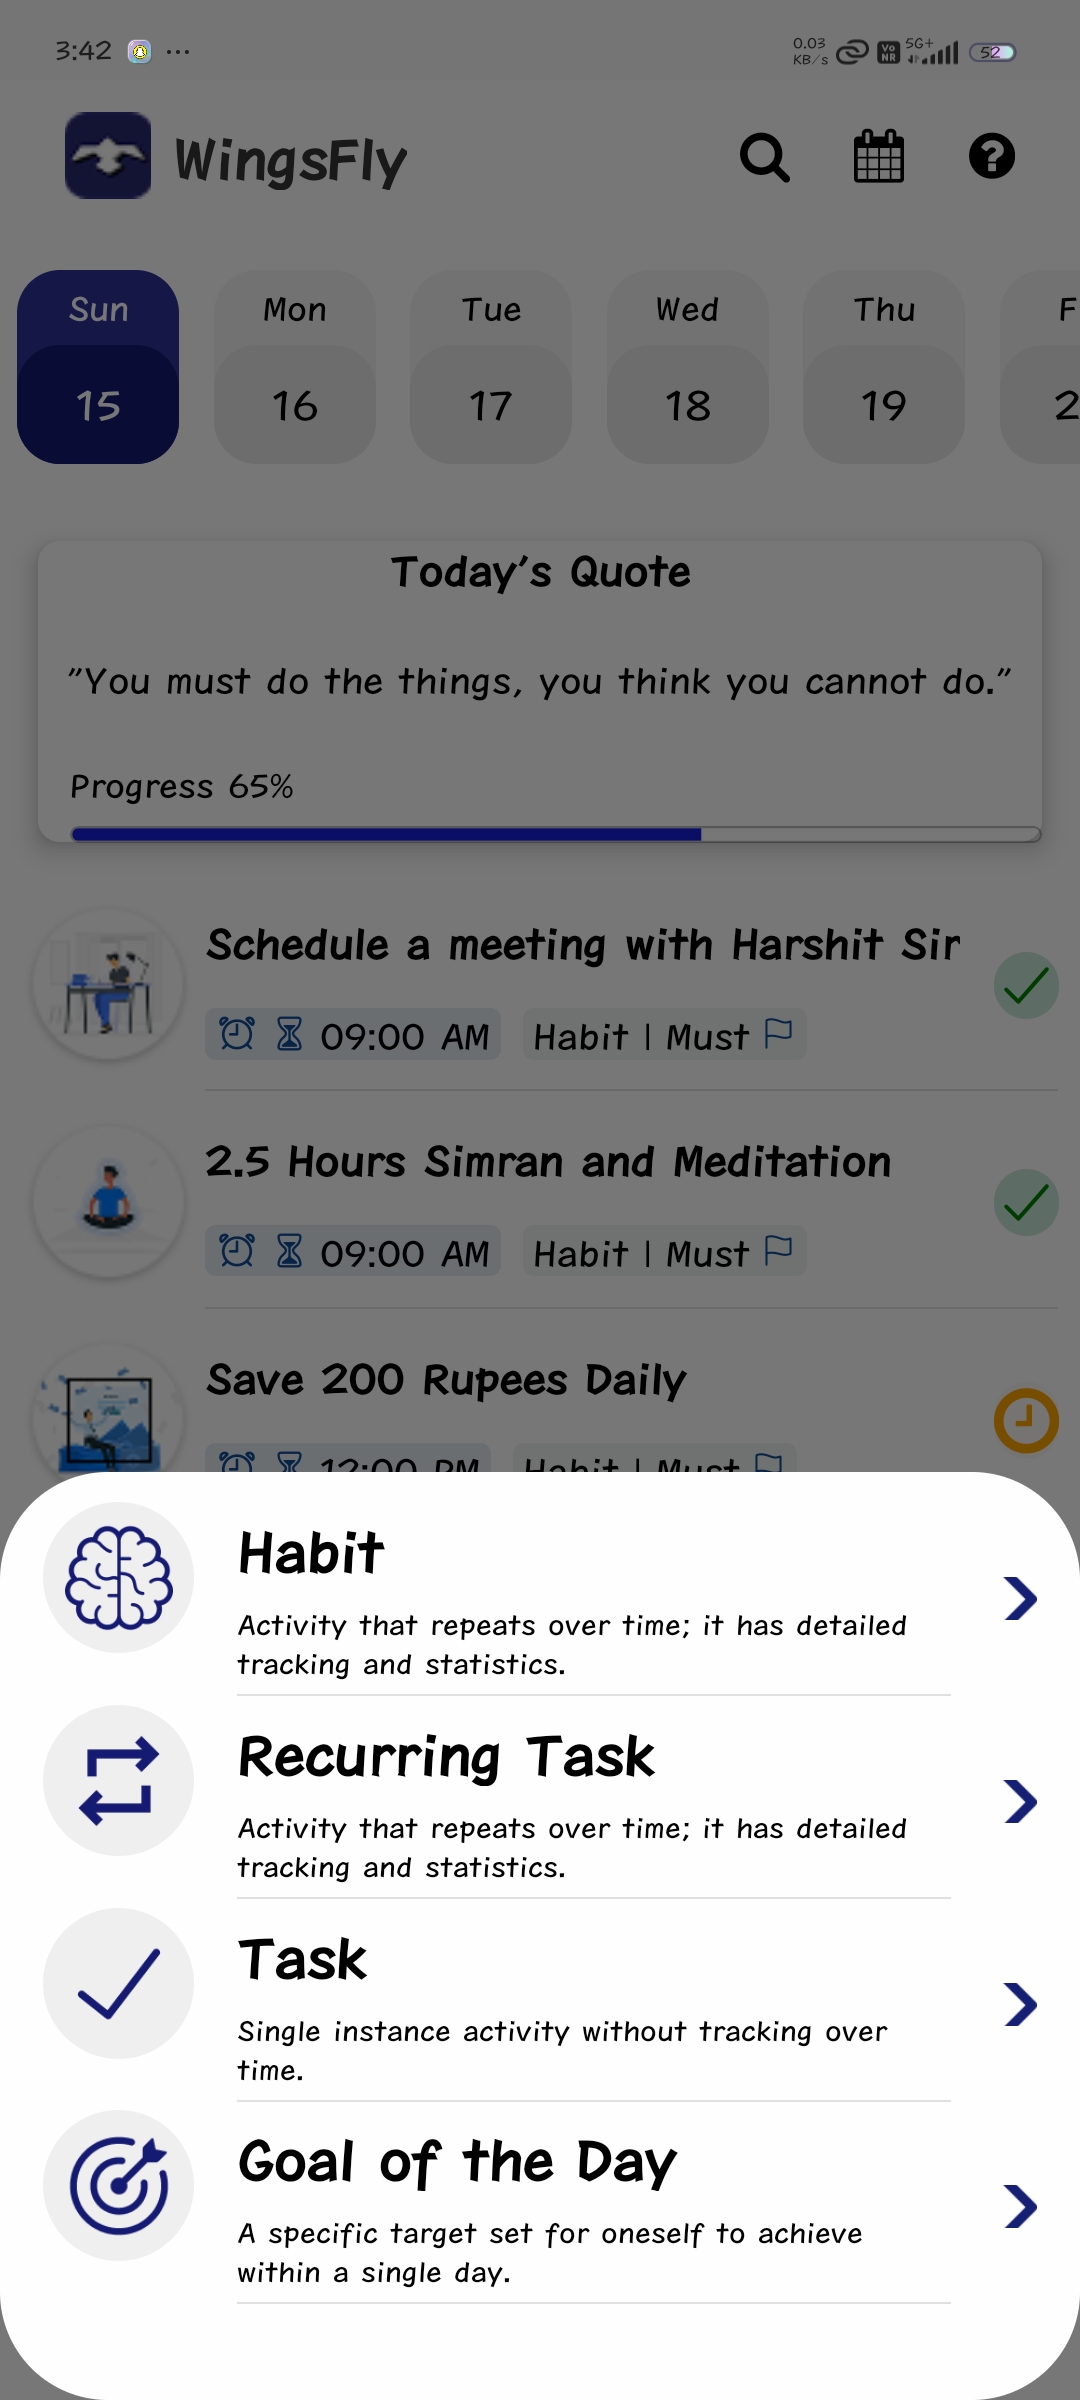 3:42 ... 0.03 KB/s Vo NR 5G+ 52
WingsFly
Sun Mon Tue Wed Thu F
15 16 17 18 19 2
Today's Quote
"You must do the things, you think you cannot do."
Progress 65%
Schedule a meeting with Harshit Sir
09:00 AM Habit | Must
2.5 Hours Simran and Meditation
09:00 AM Habit | Must
Save 200 Rupees Daily
12:00 PM Habit | Must
Habit
Activity that repeats over time; it has detailed
tracking and statistics.
Recurring Task
Activity that repeats over time; it has detailed
tracking and statistics.
Task
Single instance activity without tracking over
time.
Goal of the Day
A specific target set for oneself to achieve
within a single day.